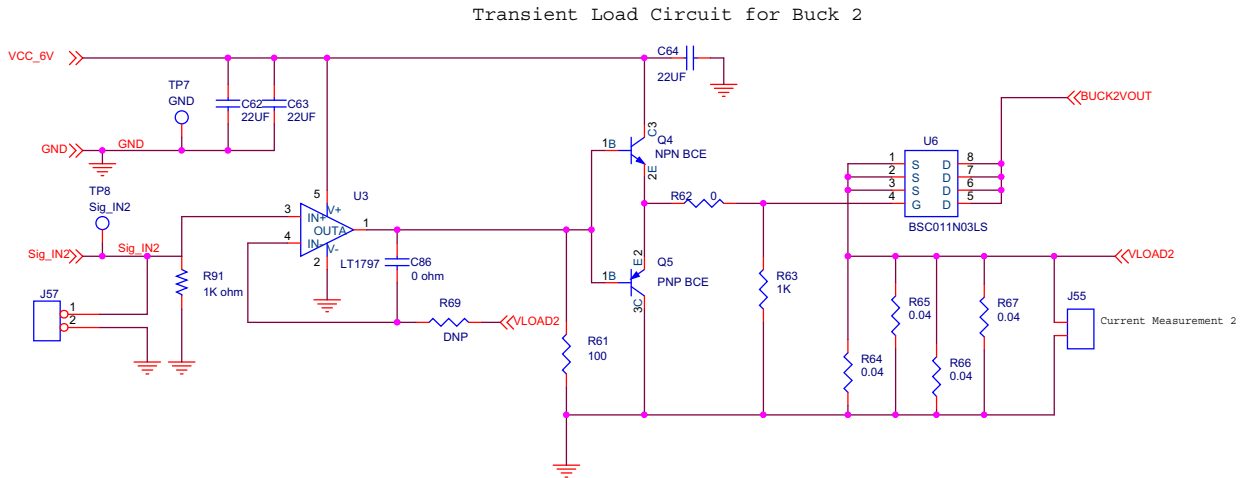 Transient Load Circuit for Buck 2
VCC_6V
C64
22UF
TP7
GND
C62
22UF
C63
22UF
BUCK2VOUT
GND
GND
C3
1B
Q4
NPN BCE
2E
U6
1 S D 8
2 S D 7
3 S D 6
4 G D 5
BSC011N03LS
TP8
Sig_IN2
5
U3
V+
R62 0
3 IN+
OUTA 1
4 IN-
V-
2
LT1797
C86
0 ohm
Sig_IN2
Sig_IN2
R91
1K ohm
E 2
1B
Q5
PNP BCE
3C
R63
1K
VLOAD2
J57
1
2
R69
DNP
VLOAD2
R65
0.04
R67
0.04
J55
Current Measurement 2
R61
100
R64
0.04
R66
0.04